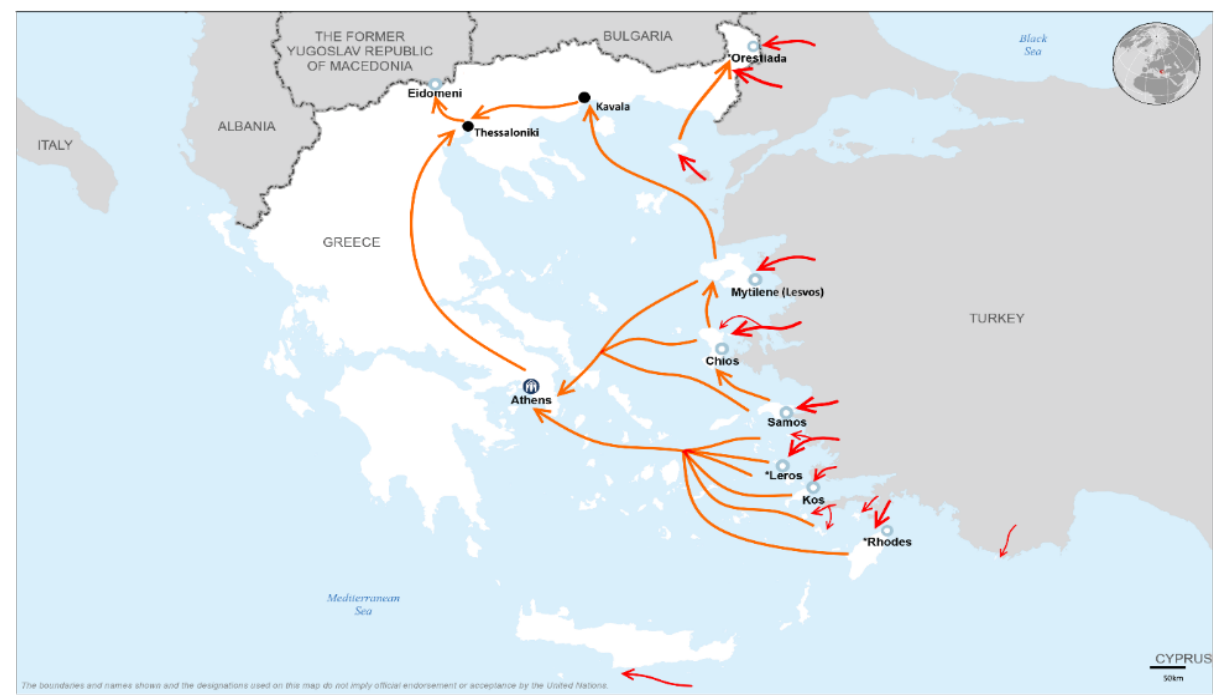 THE FORMER
YUGOSLAV REPUBLIC
OF MACEDONIA
BULGARIA
Black
Sea
*Orestiada
Eidomeni
Kavala
ALBANIA
Thessaloniki
ITALY
GREECE
Mytilene (Lesvos)
TURKEY
Chios
Athens
Samos
*Leros
Kos
*Rhodes
Mediterranean
Sea
CYPRUS
50km
The boundaries and names shown and the designations used on this map do not imply official endorsement or acceptance by the United Nations.